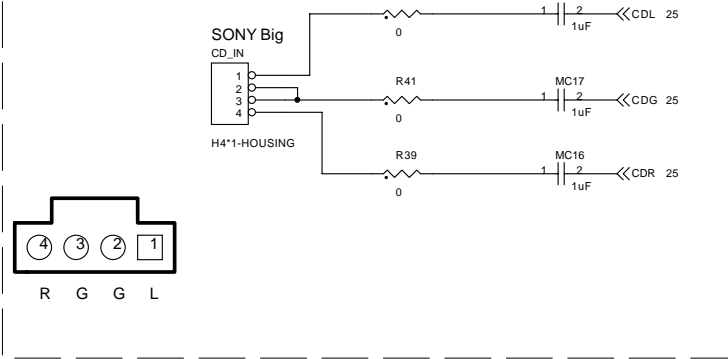 1 2 CDL 25
1uF
0
SONY Big
CD_IN
1
2
3
4
H4*1-HOUSING
R41
0
MC17
1 2 CDG 25
1uF
R39
0
MC16
1 2 CDR 25
1uF
4 3 2 1
R G G L